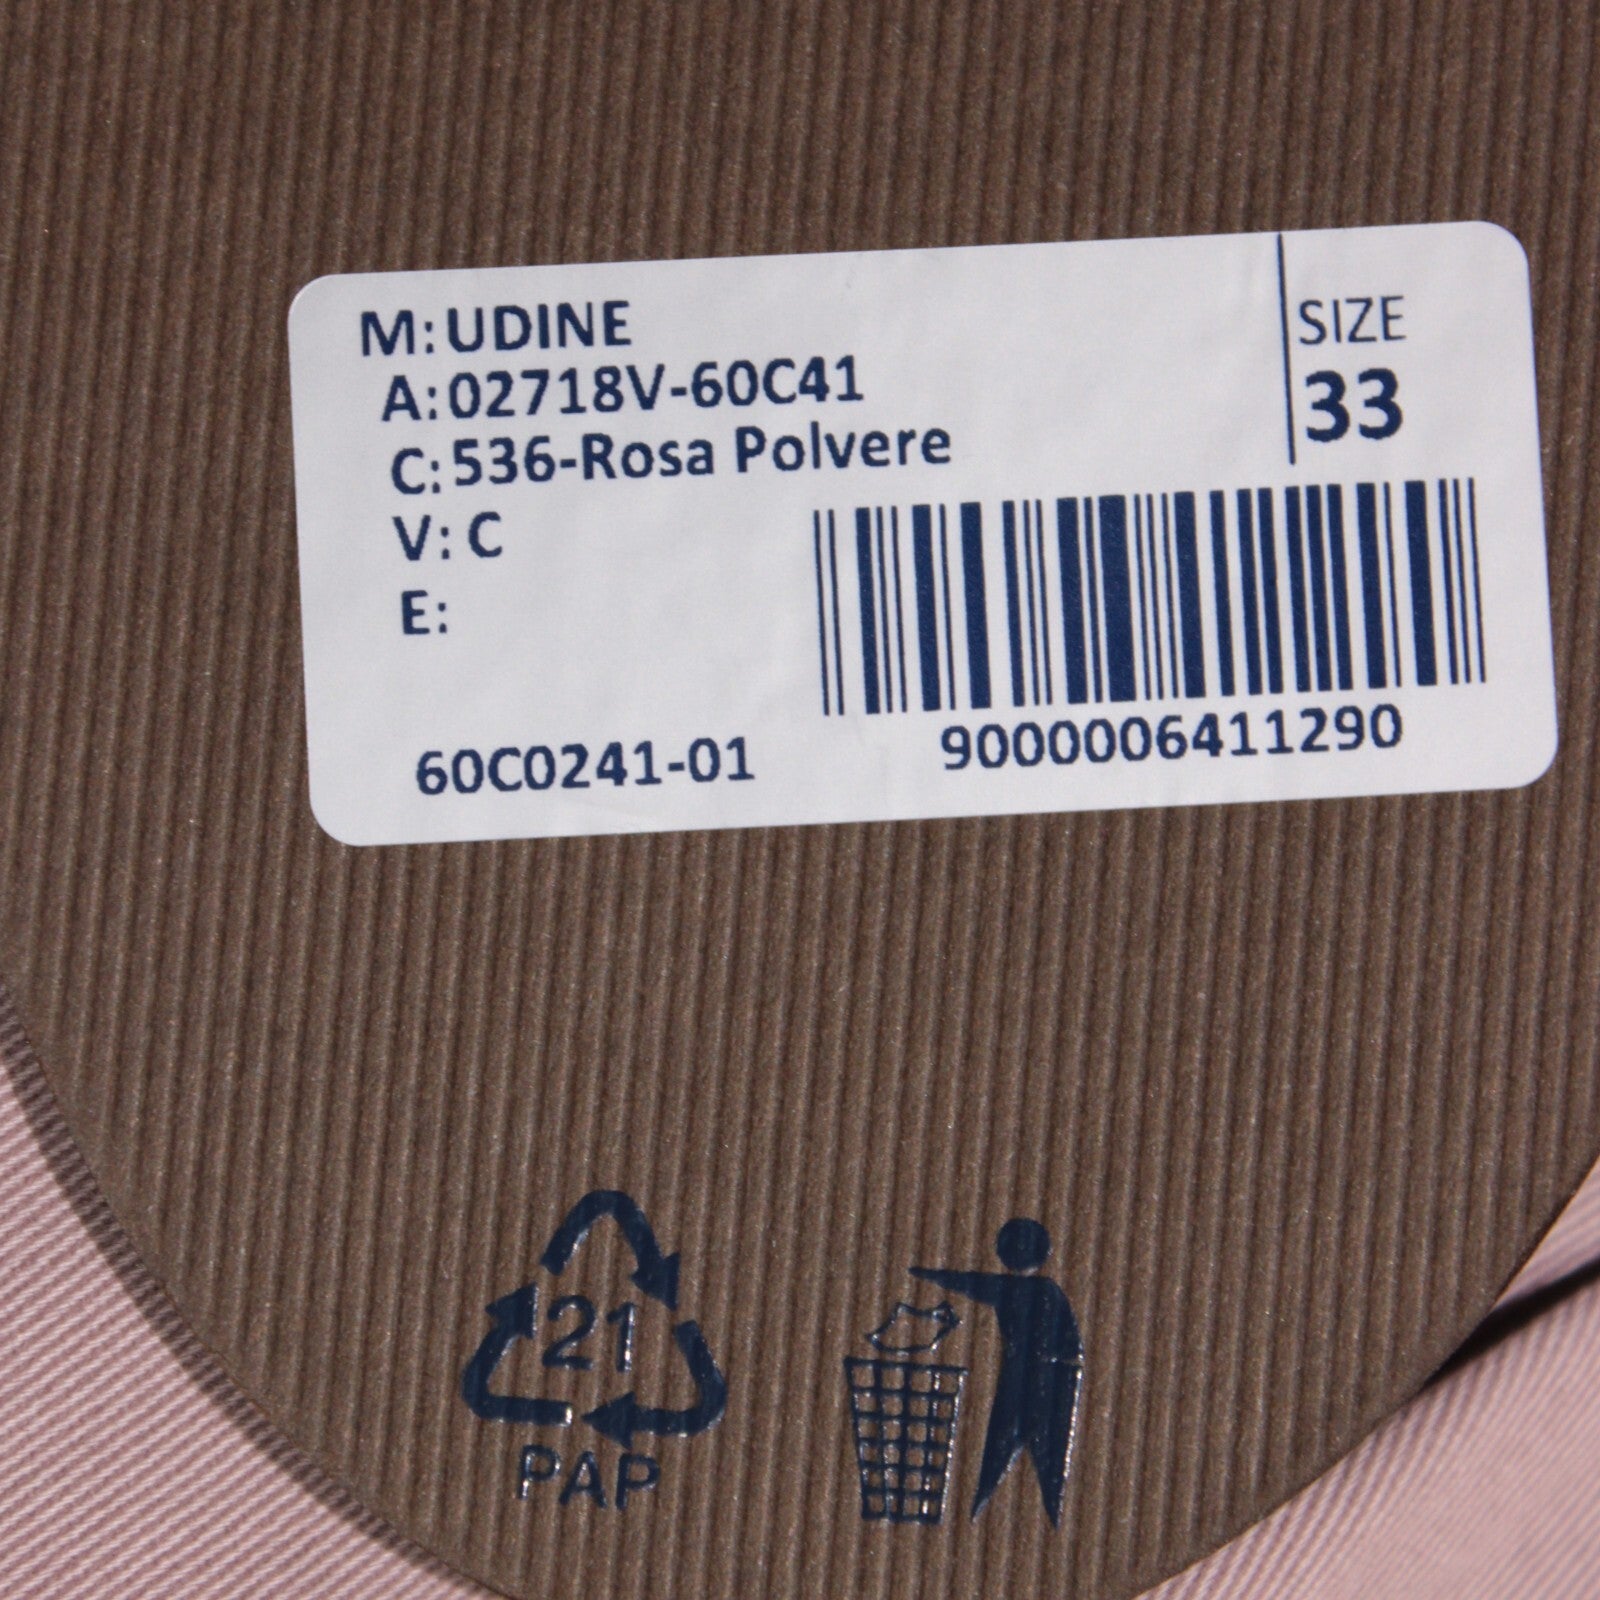 M: UDINE
A: 02718V-60C41
C: 536-Rosa Polvere
V: C
E:
SIZE
33
60C0241-01
9000006411290
21
PAP